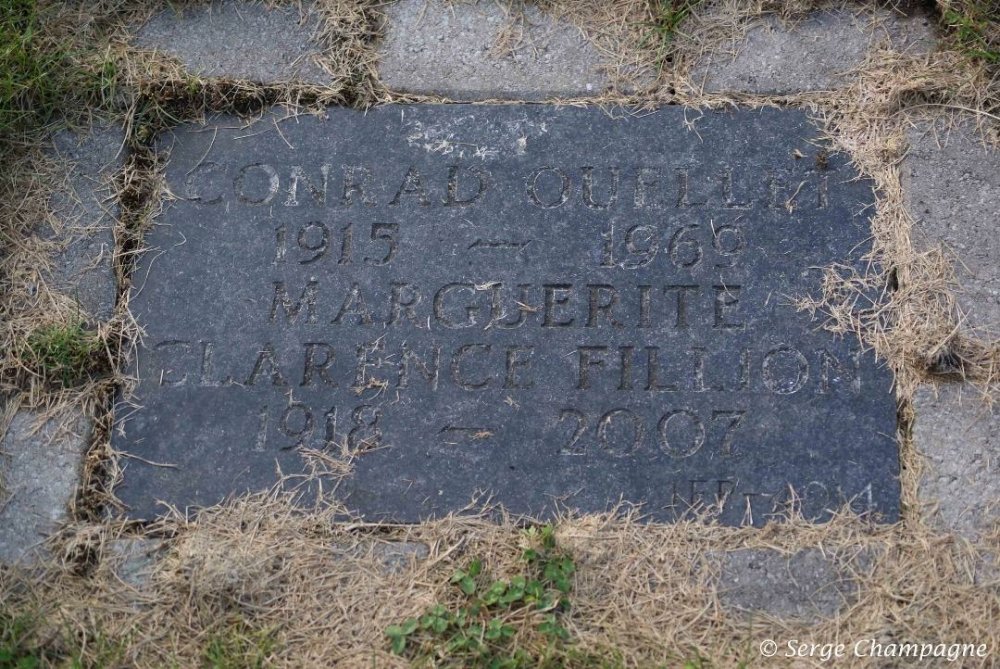 CONRAD OUELLET
1915 — 1969
MARGUERITE
CLARENCE FILLION
1918 — 2007
© Serge Champagne